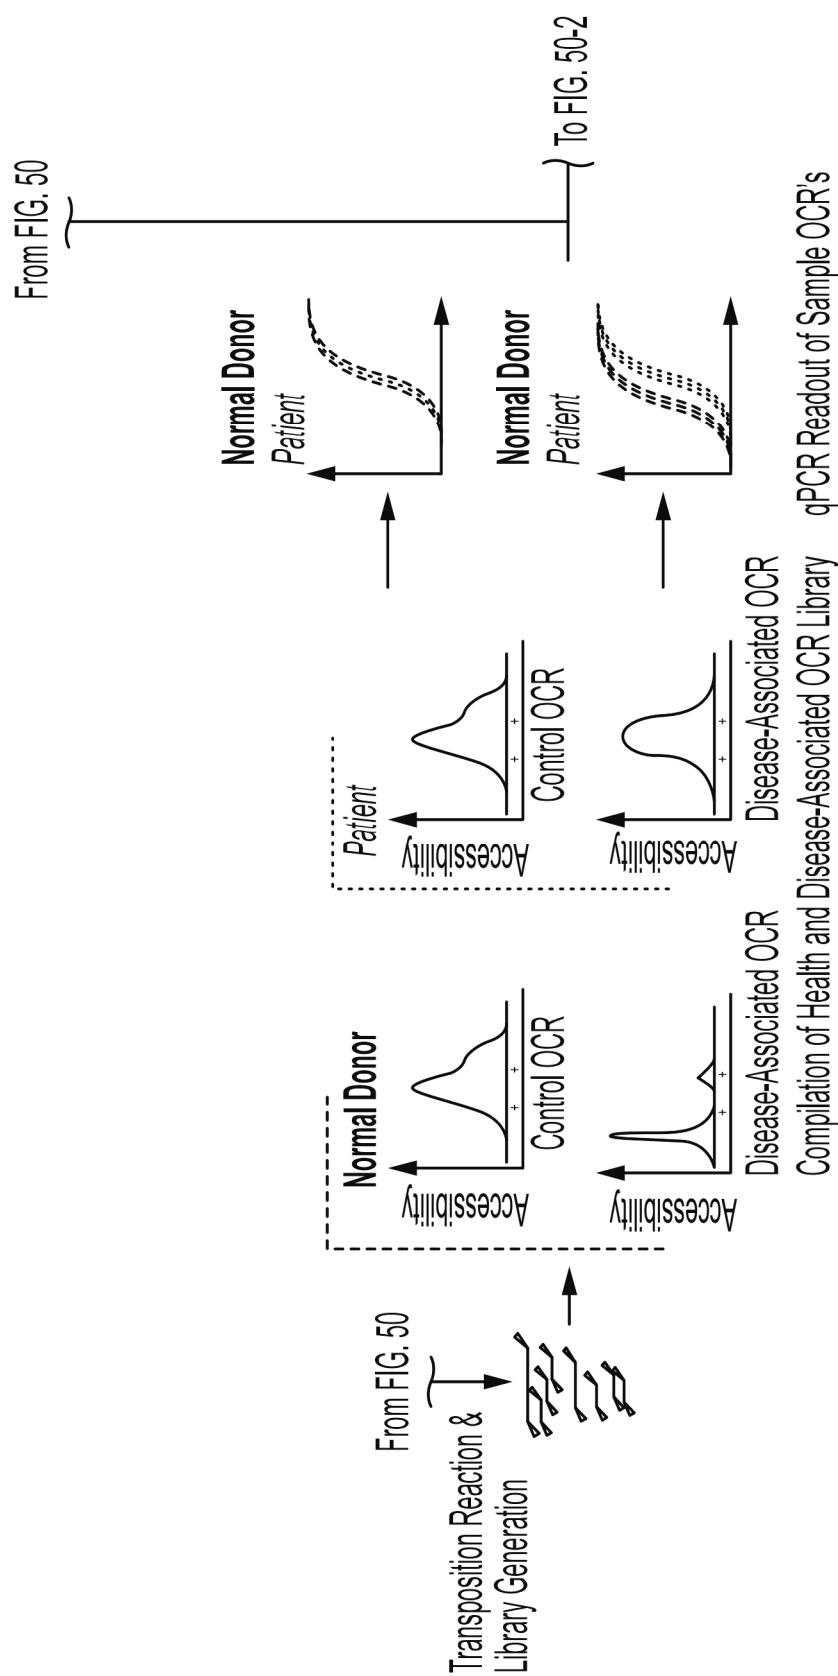 From FIG. 50
To FIG. 50-2
From FIG. 50
Transposition Reaction &
Library Generation
Normal Donor
Accessibility
Control OCR
Accessibility
Disease-Associated OCR
Patient
Accessibility
Control OCR
Accessibility
Disease-Associated OCR
Compilation of Health and Disease-Associated OCR Library
Normal Donor
Patient
Normal Donor
Patient
qPCR Readout of Sample OCR's